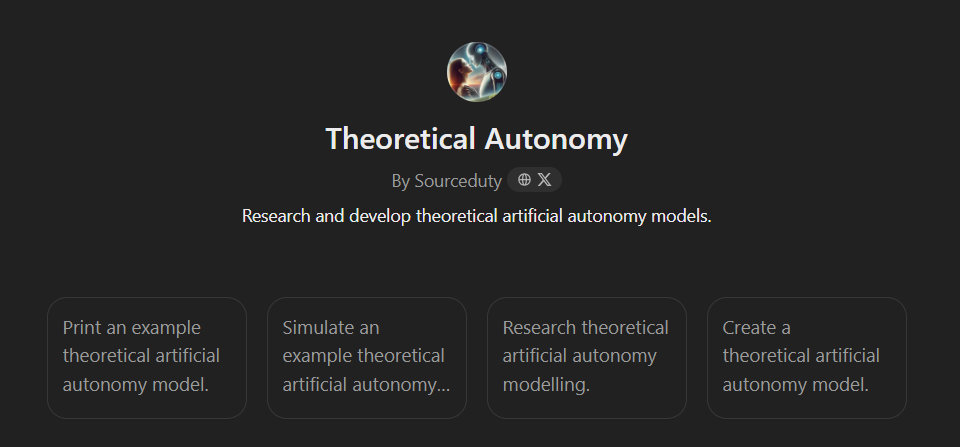 Theoretical Autonomy
By Sourceduty
Research and develop theoretical artificial autonomy models.
Print an example
theoretical artificial
autonomy model.
Simulate an
example theoretical
artificial autonomy...
Research theoretical
artificial autonomy
modelling.
Create a
theoretical artificial
autonomy model.